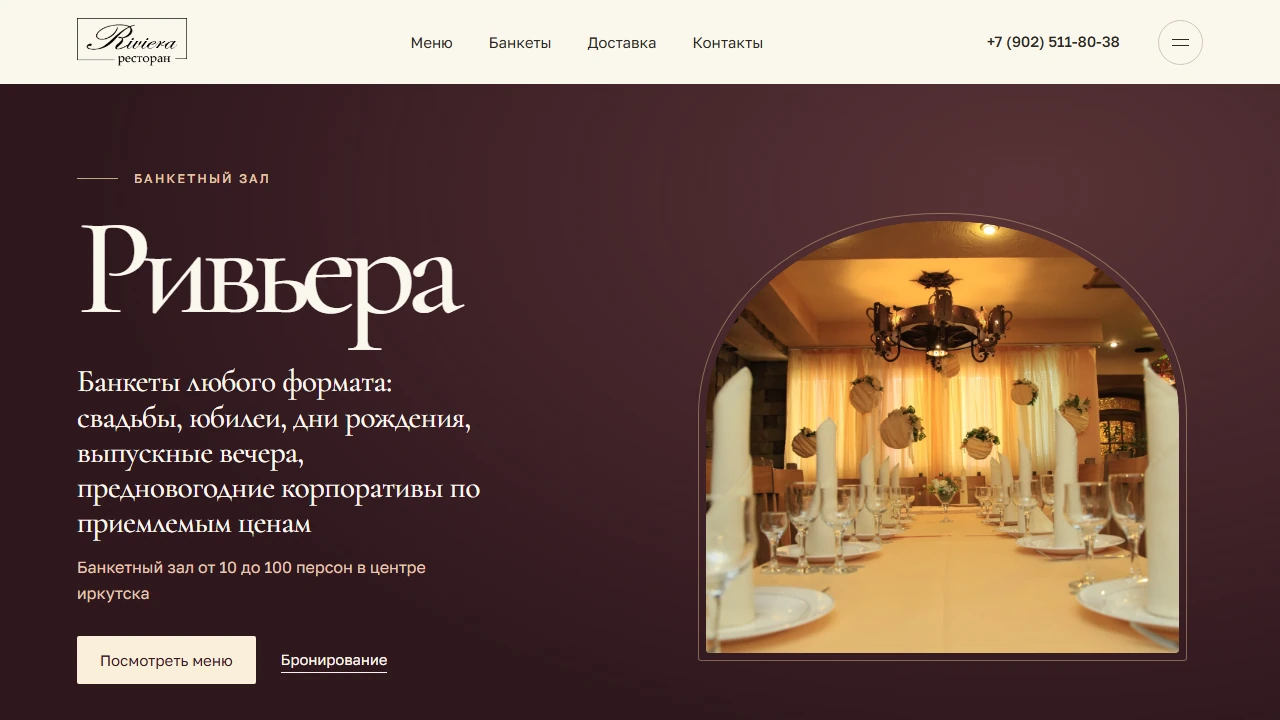 Riviera
ресторан
Меню
Банкеты
Доставка
Контакты
+7 (902) 511-80-38
БАНКЕТНЫЙ ЗАЛ
Ривьера
Банкеты любого формата:
свадьбы, юбилеи, дни рождения,
выпускные вечера,
предновогодние корпоративы по
приемлемым ценам
Банкетный зал от 10 до 100 персон в центре
иркутска
Посмотреть меню
Бронирование